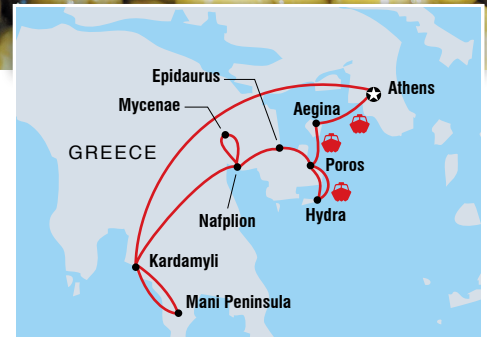 Epidaurus
Athens
Mycenae
Aegina
GREECE
Poros
Nafplion
Hydra
Kardamyli
Mani Peninsula